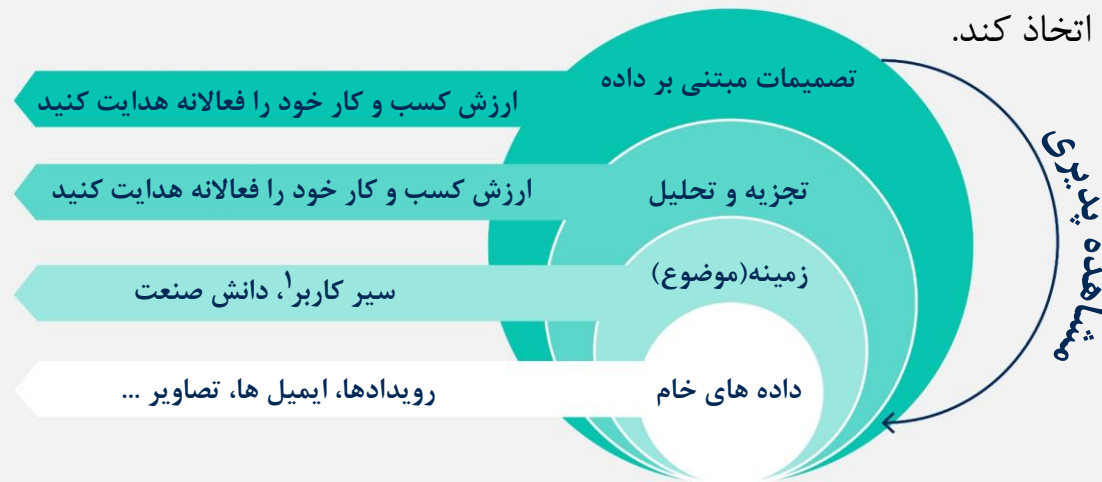 اتخاذ کند.
تصمیمات مبتنی بر داده
ارزش کسب و کار خود را فعالانه هدایت کنید
تجزیه و تحلیل
ارزش کسب و کار خود را فعالانه هدایت کنید
زمینه(موضوع)
سیر کاربر۱، دانش صنعت
داده های خام
رویدادها، ایمیل ها، تصاویر ...
مشاهده پذیری